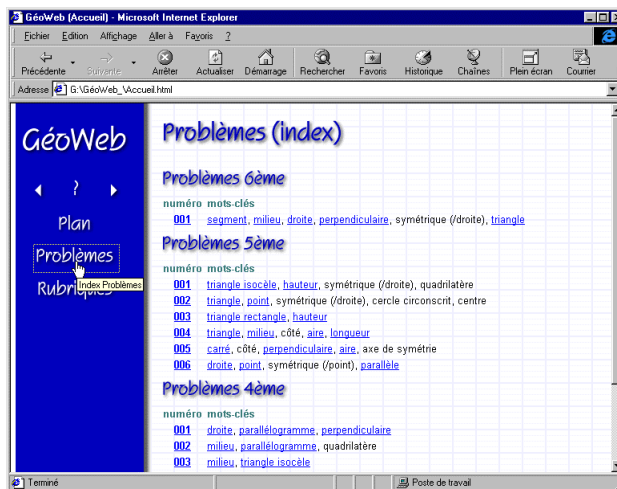 GéoWeb (Accueil) - Microsoft Internet Explorer
Fichier Edition Affichage Aller à Favoris ?
Précédente Suivante Arrêter Actualiser Démarrage Rechercher Favoris Historique Chaînes Plein écran Courrier
Adresse G:\GéoWeb_\Accueil.html
GéoWeb
?
Plan
Problèmes
Index Problèmes
Rubriques
Problèmes (index)
Problèmes 6ème
numéro mots-clés
001 segment, milieu, droite, perpendiculaire, symétrique (/droite), triangle
Problèmes 5ème
numéro mots-clés
001 triangle isocèle, hauteur, symétrique (/droite), quadrilatère
002 triangle, point, symétrique (/droite), cercle circonscrit, centre
003 triangle rectangle, hauteur
004 triangle, milieu, côté, aire, longueur
005 carré, côté, perpendiculaire, aire, axe de symétrie
006 droite, point, symétrique (/point), parallèle
Problèmes 4ème
numéro mots-clés
001 droite, parallélogramme, perpendiculaire
002 milieu, parallélogramme, quadrilatère
003 milieu, triangle isocèle
Terminé Poste de travail